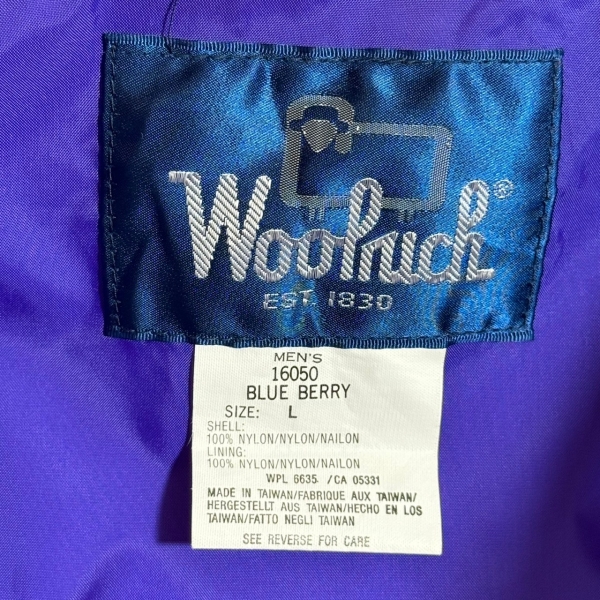 Woolrich®
EST. 1830
MEN'S
16050
BLUE BERRY
SIZE: L
SHELL:
100% NYLON/NYLON/NAILON
LINING:
100% NYLON/NYLON/NAILON
WPL 6635 /CA 05331
MADE IN TAIWAN/FABRIQUE AUX TAIWAN/
HERGESTELLT AUS TAIWAN/HECHO EN LOS
TAIWAN/FATTO NEGLI TAIWAN
SEE REVERSE FOR CARE